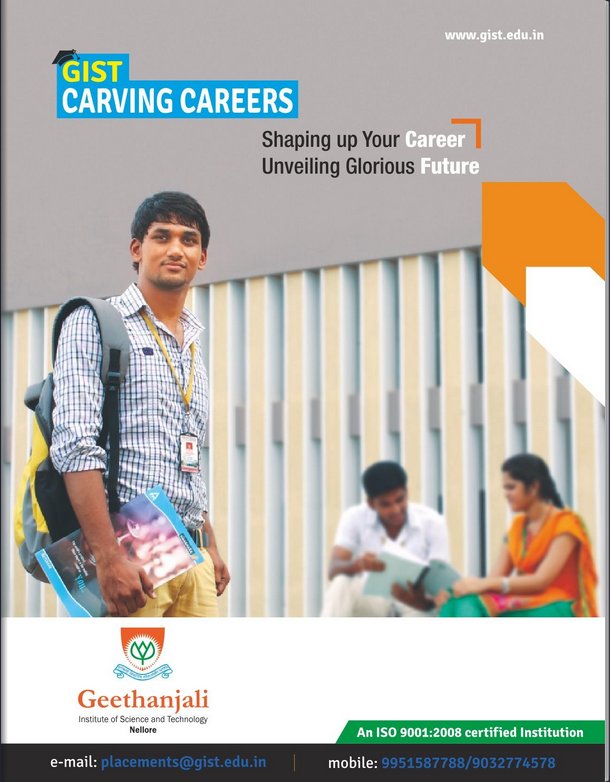 www.gist.edu.in
GIST
CARVING CAREERS
Shaping up Your Career
Unveiling Glorious Future
Geethanjali
Institute of Science and Technology
Nellore
An ISO 9001:2008 certified Institution
e-mail: placements@gist.edu.in | mobile: 9951587788/9032774578